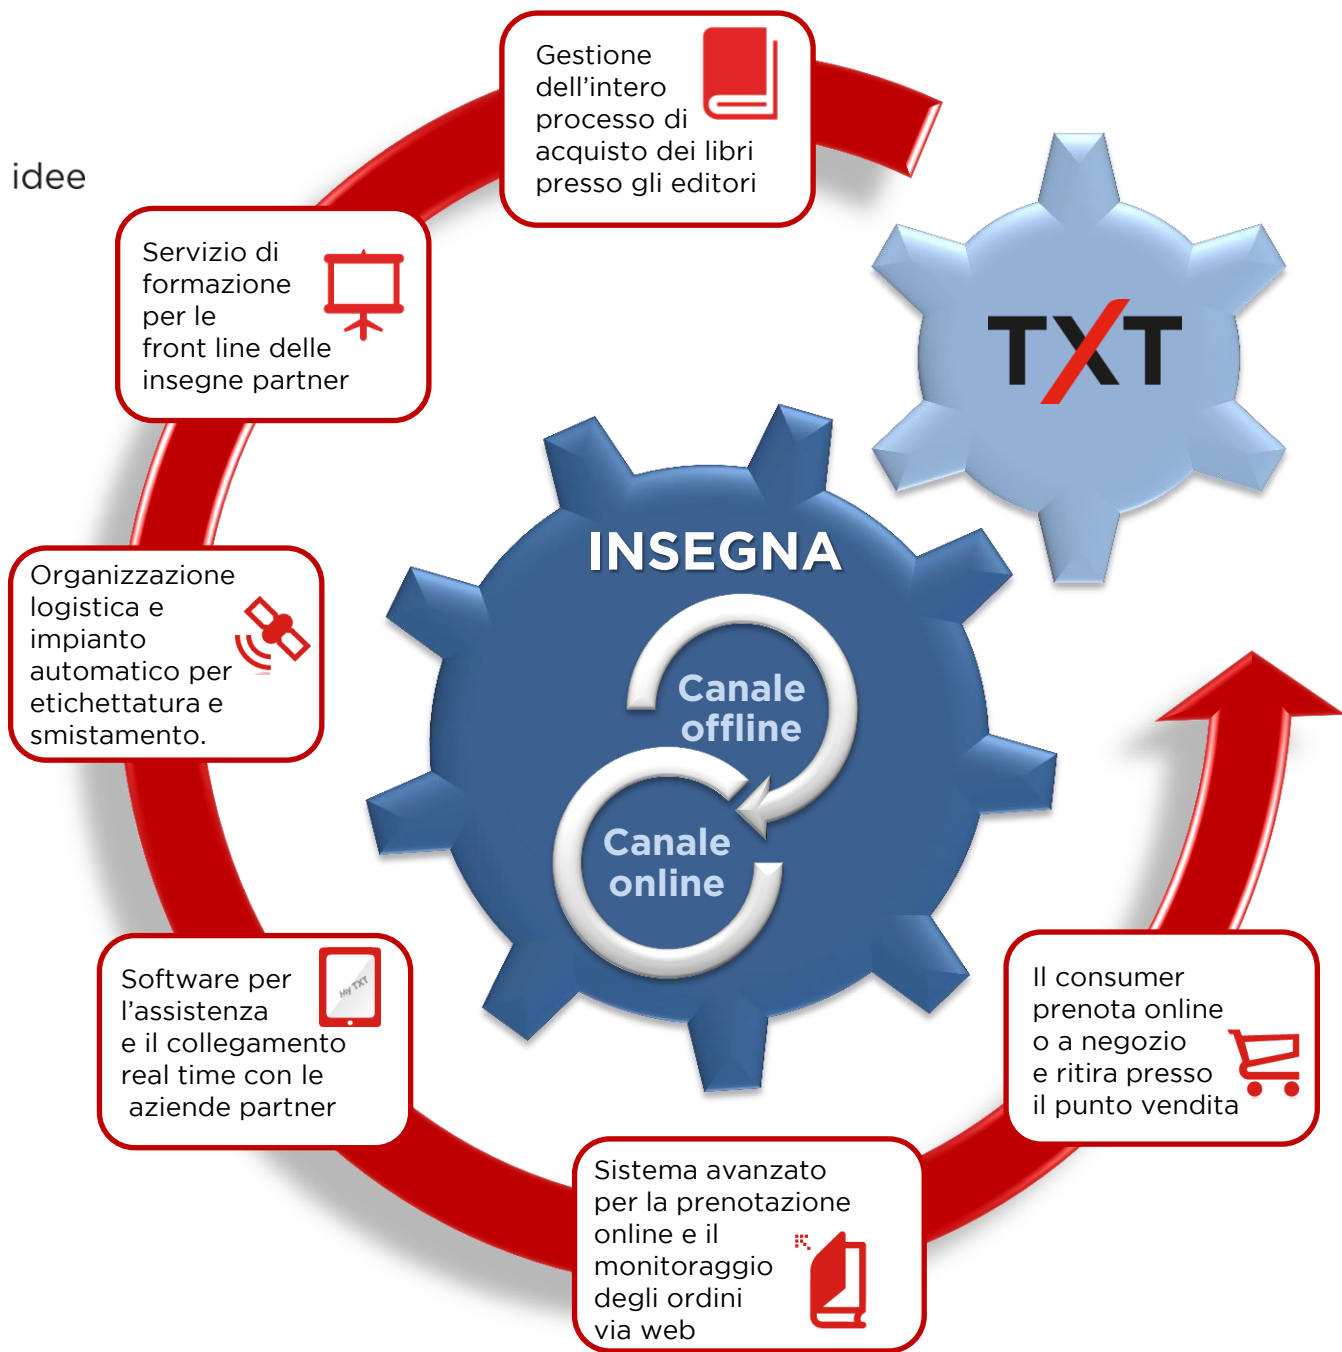 Gestione
dell'intero
processo di
acquisto dei libri
presso gli editori
idee
Servizio di
formazione
per le
front line delle
insegne partner
TXT
INSEGNA
Canale
offline
Canale
online
Organizzazione
logistica e
impianto
automatico per
etichettatura e
smistamento.
Software per
l'assistenza
e il collegamento
real time con le
aziende partner
My TXT
Sistema avanzato
per la prenotazione
online e il
monitoraggio
degli ordini
via web
Il consumer
prenota online
o a negozio
e ritira presso
il punto vendita